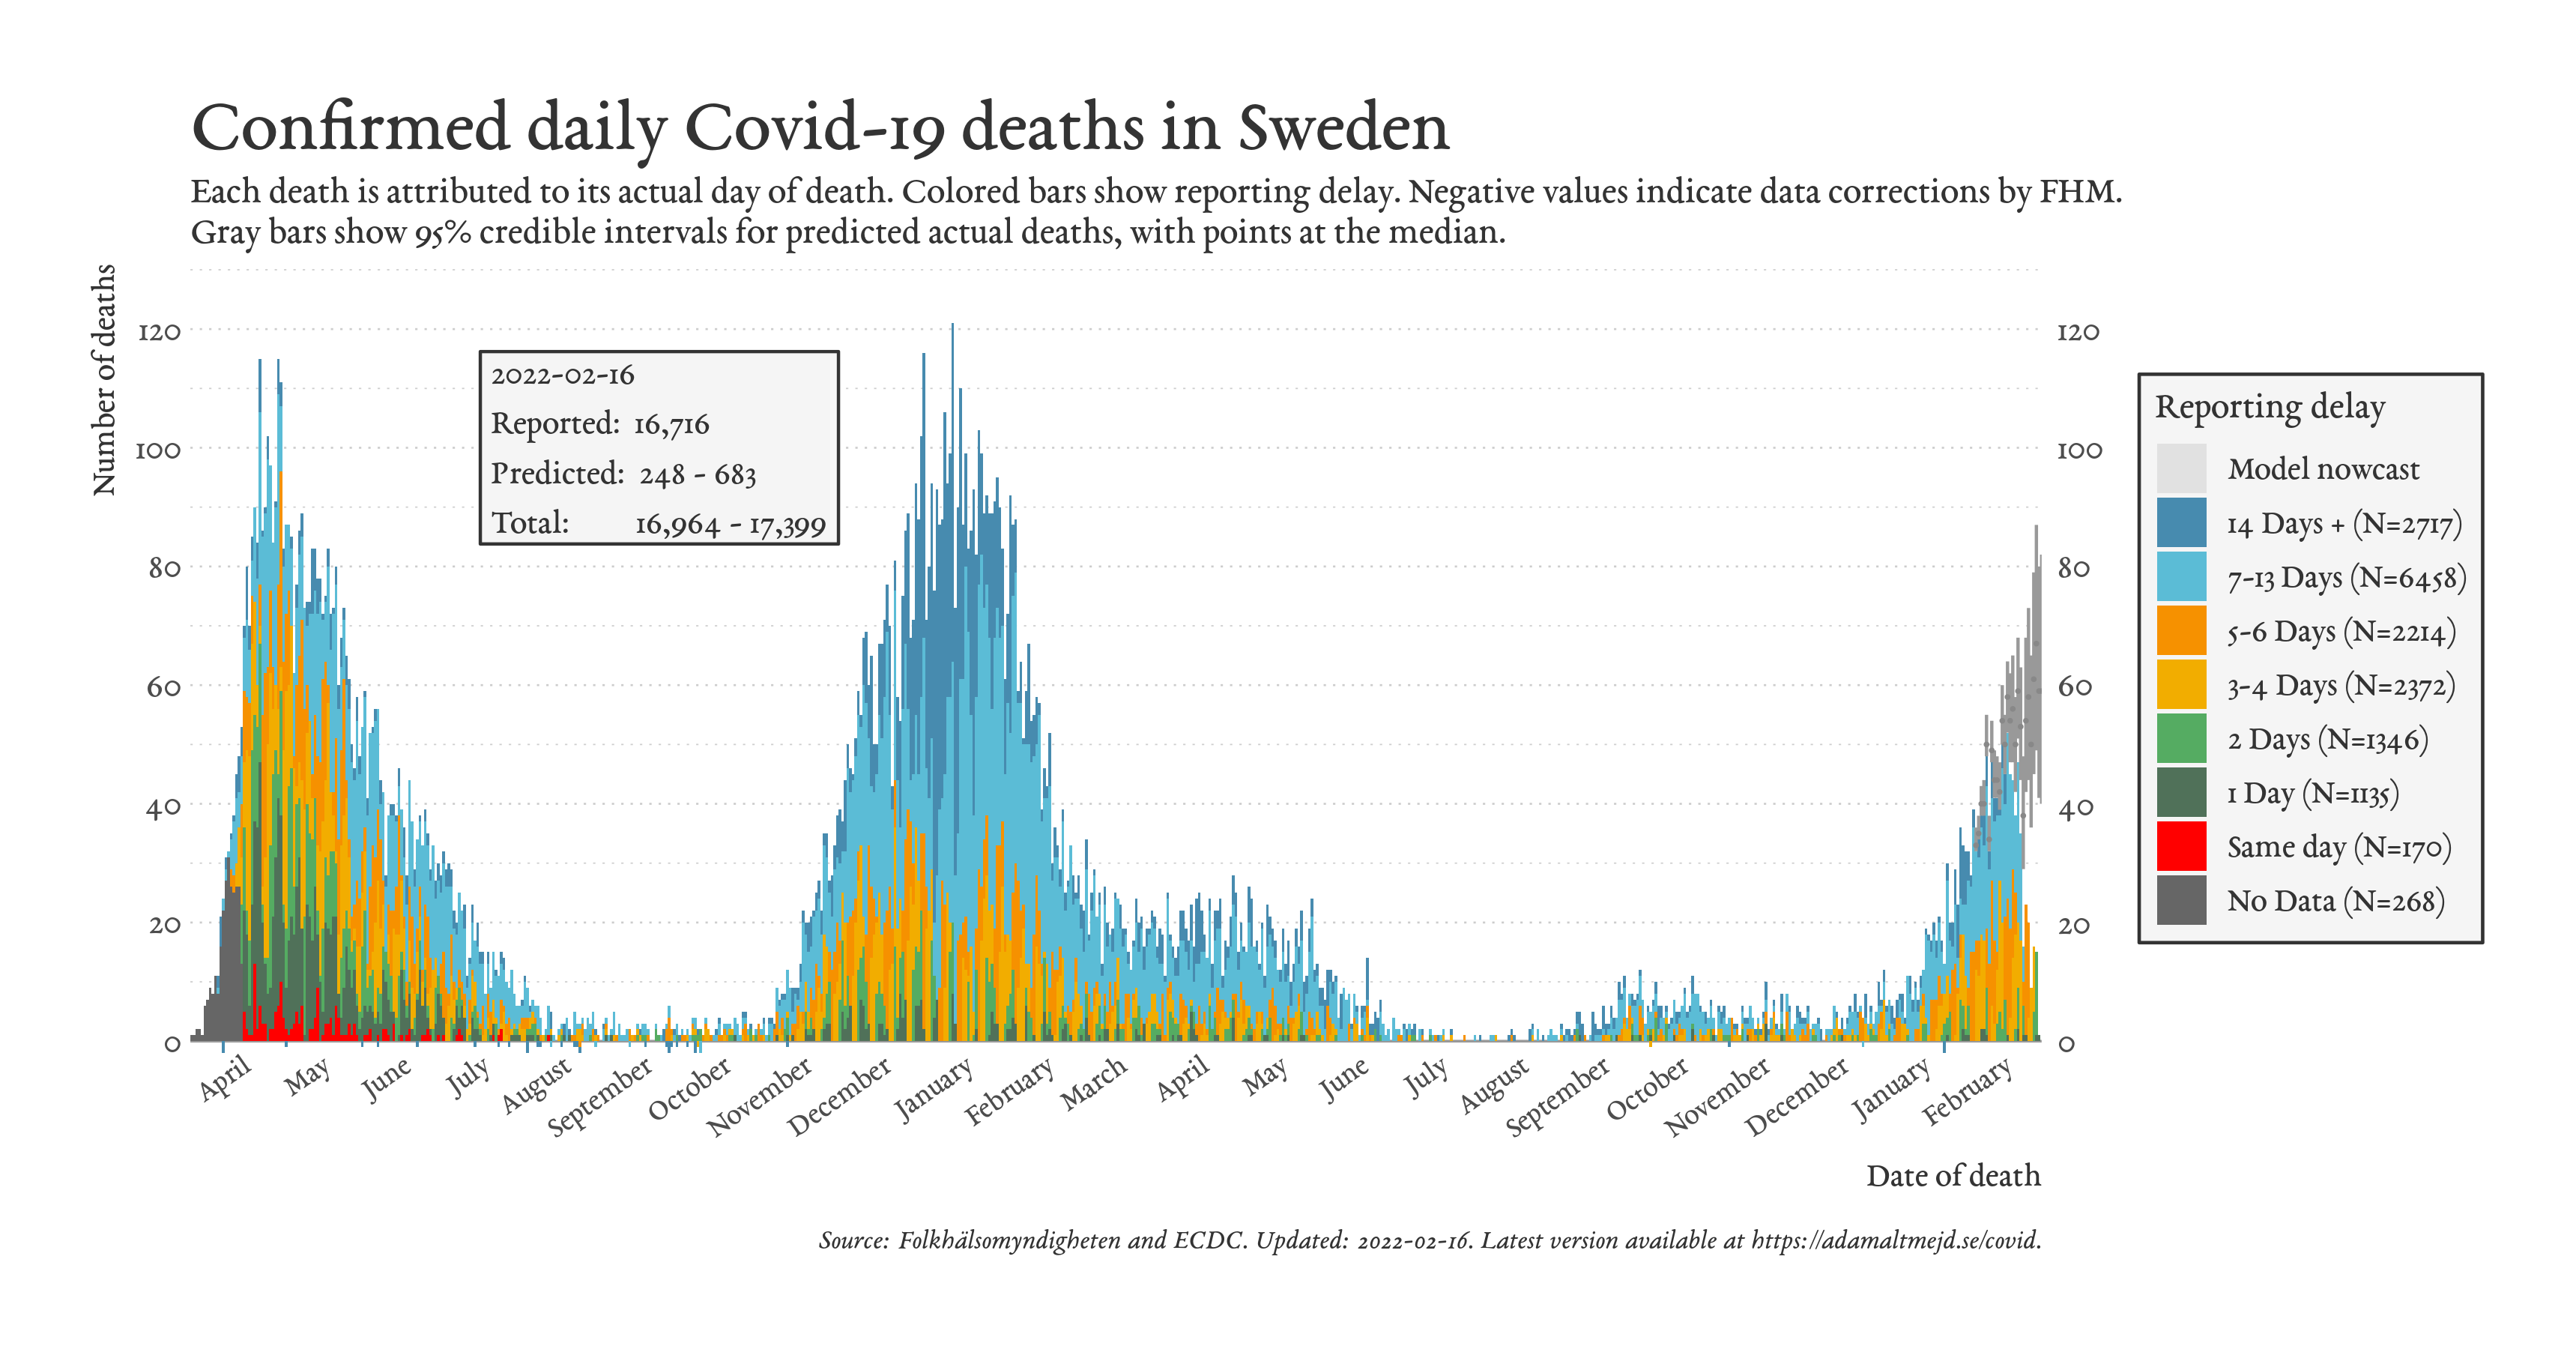 Confirmed daily Covid-19 deaths in Sweden
Each death is attributed to its actual day of death. Colored bars show reporting delay. Negative values indicate data corrections by FHM.
Gray bars show 95% credible intervals for predicted actual deaths, with points at the median.
Number of deaths
120
100
80
60
40
20
0
2022-02-16
Reported: 16,716
Predicted: 248 - 683
Total: 16,964 - 17,399
120
100
80
60
40
20
0
Reporting delay
Model nowcast
14 Days + (N=2717)
7-13 Days (N=6458)
5-6 Days (N=2214)
3-4 Days (N=2372)
2 Days (N=1346)
1 Day (N=1135)
Same day (N=170)
No Data (N=268)
April
May
June
July
August
September
October
November
December
January
February
March
April
May
June
July
August
September
October
November
December
January
February
Date of death
Source: Folkhälsomyndigheten and ECDC. Updated: 2022-02-16. Latest version available at https://adamaltmejd.se/covid.